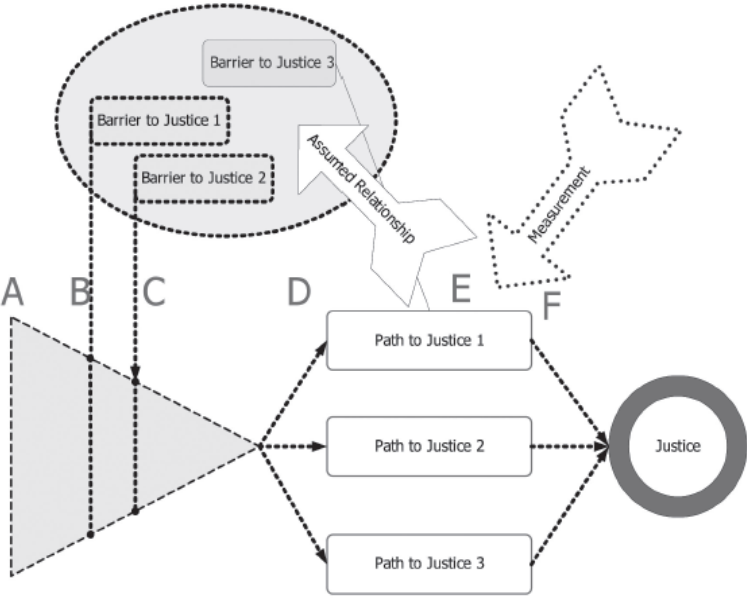 Barrier to Justice 3
Barrier to Justice 1
Barrier to Justice 2
Assumed Relationship
Measurement
A
B
C
D
E
F
Path to Justice 1
Path to Justice 2
Justice
Path to Justice 3